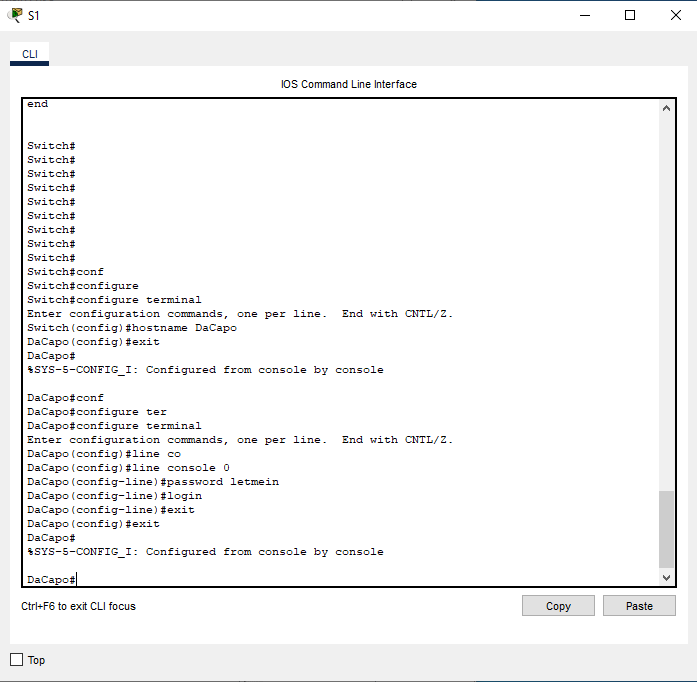 S1
CLI
IOS Command Line Interface
end
Switch#
Switch#
Switch#
Switch#
Switch#
Switch#
Switch#
Switch#
Switch#
Switch#conf
Switch#configure
Switch#configure terminal
Enter configuration commands, one per line.  End with CNTL/Z.
Switch(config)#hostname DaCapo
DaCapo(config)#exit
DaCapo#
%SYS-5-CONFIG_I: Configured from console by console
DaCapo#conf
DaCapo#configure ter
DaCapo#configure terminal
Enter configuration commands, one per line.  End with CNTL/Z.
DaCapo(config)#line co
DaCapo(config)#line console 0
DaCapo(config-line)#password letmein
DaCapo(config-line)#login
DaCapo(config-line)#exit
DaCapo(config)#exit
DaCapo#
%SYS-5-CONFIG_I: Configured from console by console
DaCapo#
Ctrl+F6 to exit CLI focus
Copy
Paste
Top